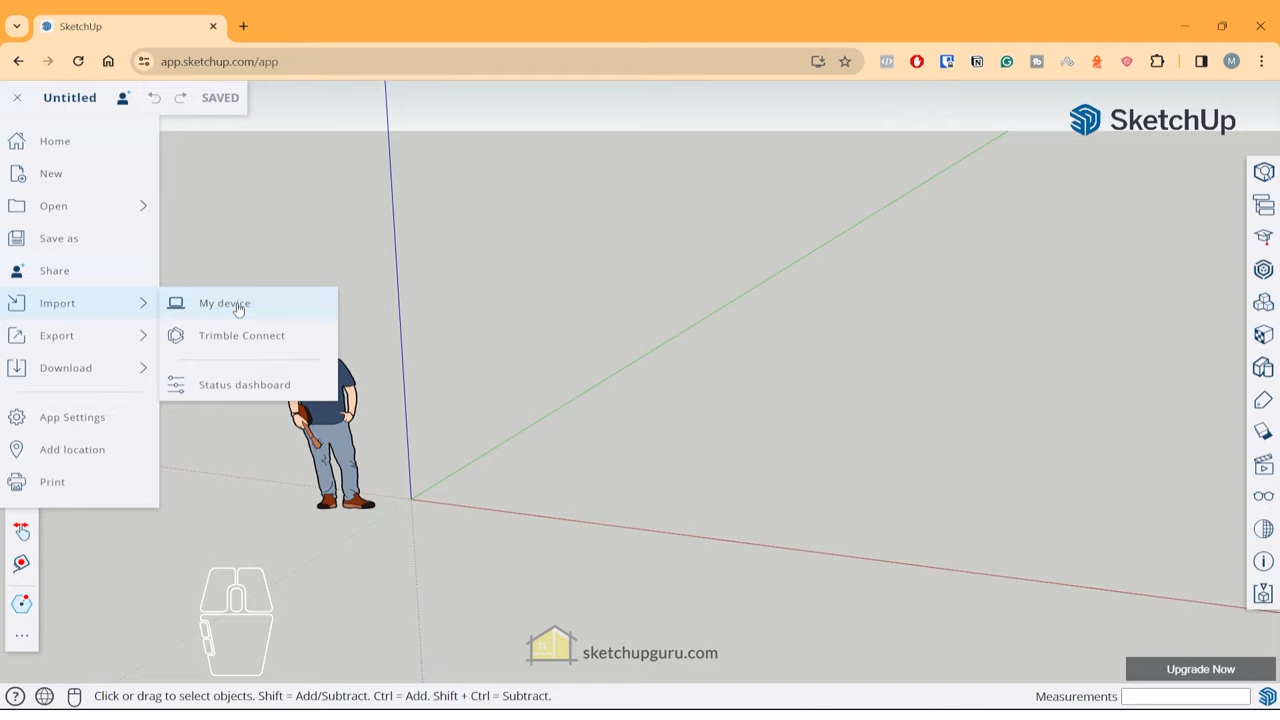 SketchUp
app.sketchup.com/app
M
Untitled
SAVED
SketchUp
Home
New
Open
Save as
Share
Import
My device
Export
Trimble Connect
Download
Status dashboard
App Settings
Add location
Print
sketchupguru.com
Upgrade Now
Click or drag to select objects. Shift = Add/Subtract. Ctrl = Add. Shift + Ctrl = Subtract.
Measurements